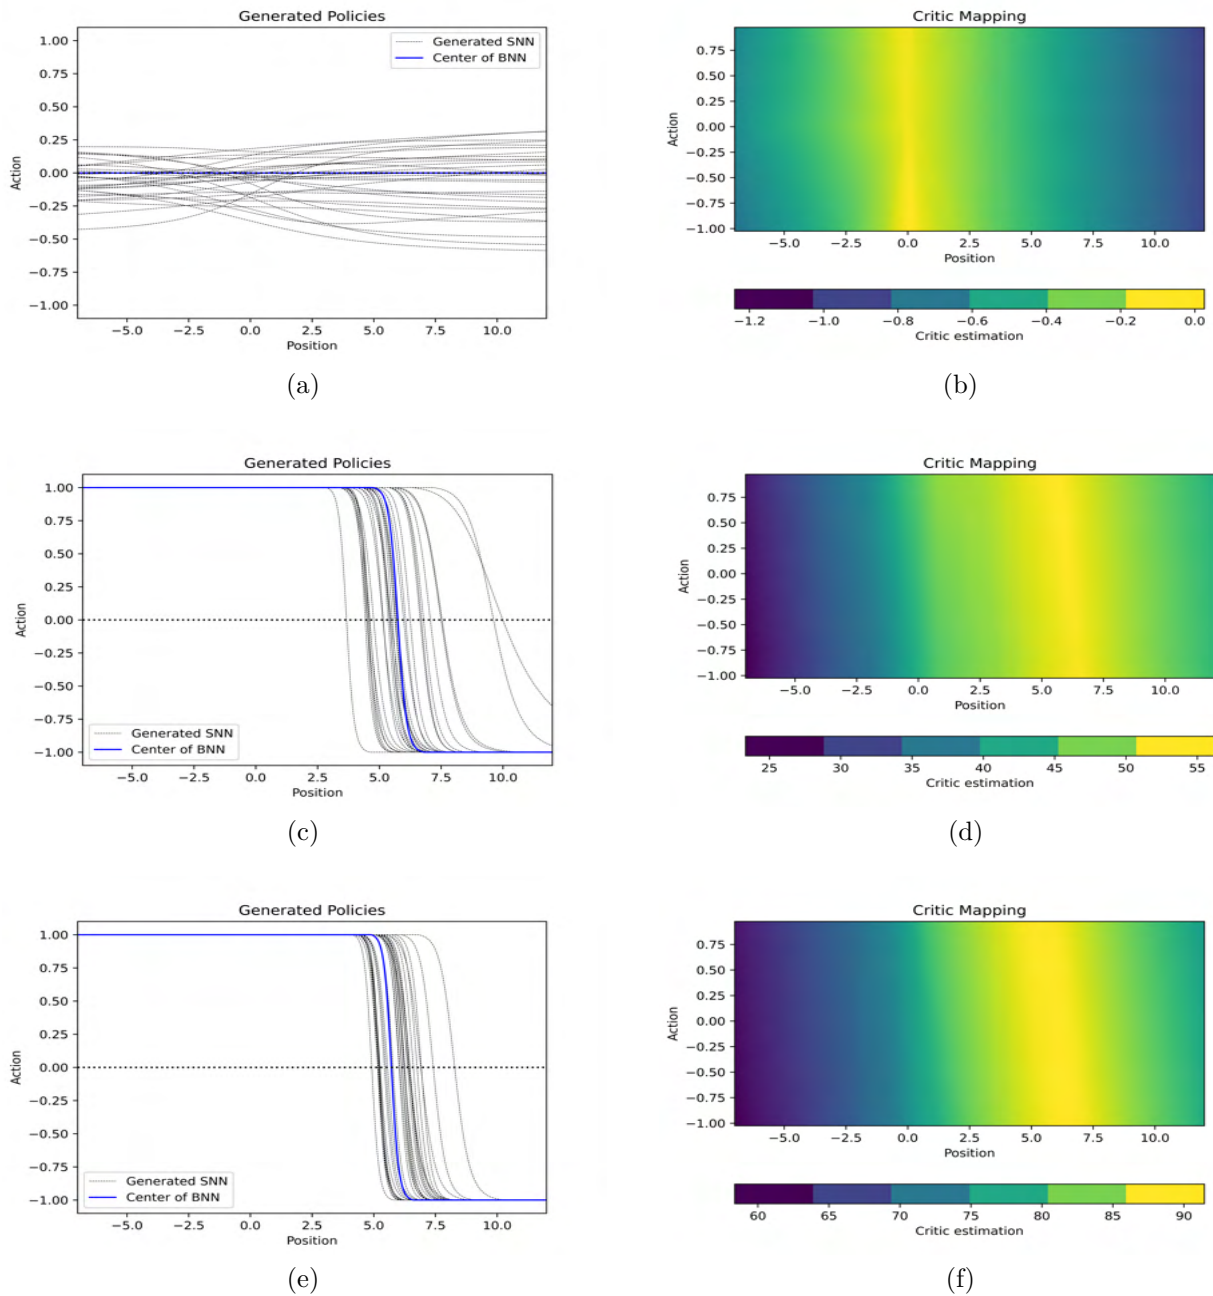 Generated Policies
1.00
0.75
0.50
0.25
0.00
−0.25
−0.50
−0.75
−1.00
Action
Generated SNN
Center of BNN
−5.0 −2.5 0.0 2.5 5.0 7.5 10.0
Position
(a)
Critic Mapping
0.75
0.50
0.25
0.00
−0.25
−0.50
−0.75
−1.00
Action
−5.0 −2.5 0.0 2.5 5.0 7.5 10.0
Position
−1.2 −1.0 −0.8 −0.6 −0.4 −0.2 0.0
Critic estimation
(b)
Generated Policies
1.00
0.75
0.50
0.25
0.00
−0.25
−0.50
−0.75
−1.00
Action
Generated SNN
Center of BNN
−5.0 −2.5 0.0 2.5 5.0 7.5 10.0
Position
(c)
Critic Mapping
0.75
0.50
0.25
0.00
−0.25
−0.50
−0.75
−1.00
Action
−5.0 −2.5 0.0 2.5 5.0 7.5 10.0
Position
25 30 35 40 45 50 55
Critic estimation
(d)
Generated Policies
1.00
0.75
0.50
0.25
0.00
−0.25
−0.50
−0.75
−1.00
Action
Generated SNN
Center of BNN
−5.0 −2.5 0.0 2.5 5.0 7.5 10.0
Position
(e)
Critic Mapping
0.75
0.50
0.25
0.00
−0.25
−0.50
−0.75
−1.00
Action
−5.0 −2.5 0.0 2.5 5.0 7.5 10.0
Position
60 65 70 75 80 85 90
Critic estimation
(f)